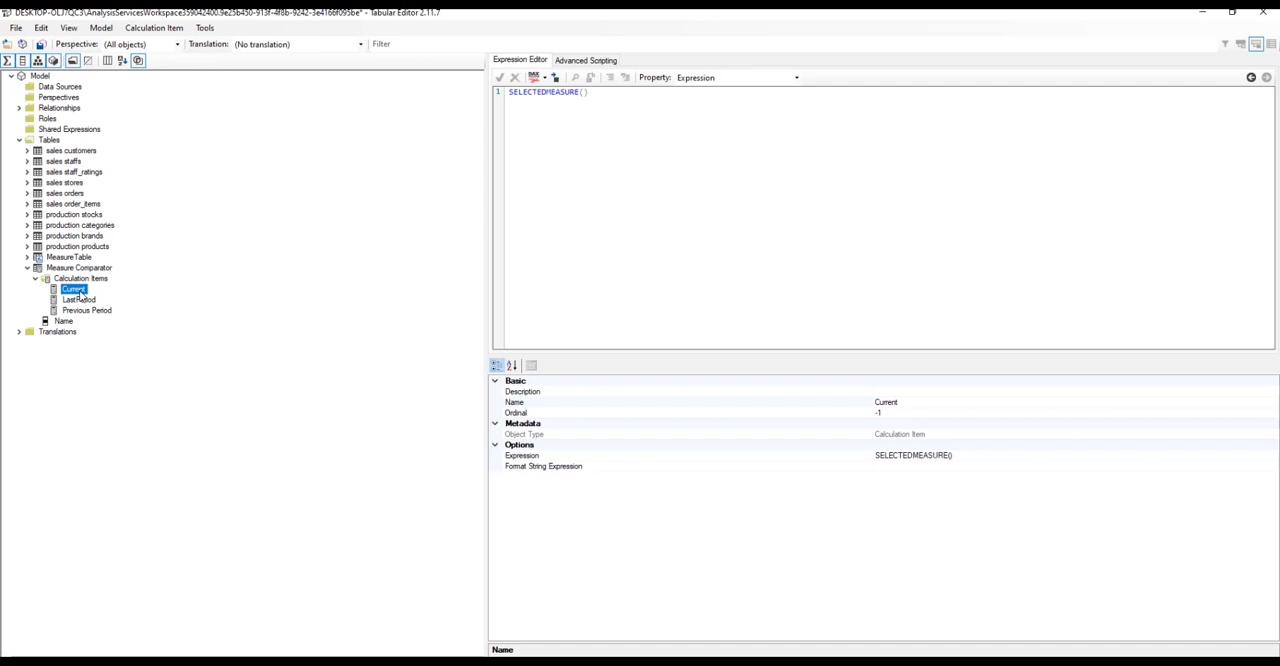 DESKTOP-OLJ7QC3\AnalysisServicesWorkspace359042400.9e25b450-913f-4f8b-9242-3e4166f095be* - Tabular Editor 2.11.7
File Edit View Model Calculation Item Tools
Perspective: (All objects) Translation: (No translation) Filter
Expression Editor Advanced Scripting
Property: Expression
1 SELECTEDMEASURE()
Model
Data Sources
Perspectives
Relationships
Roles
Shared Expressions
Tables
sales customers
sales staffs
sales staff_ratings
sales stores
sales orders
sales order_items
production stocks
production categories
production brands
production products
MeasureTable
Measure Comparator
Calculation Items
Current
LastPeriod
Previous Period
Name
Translations
Basic
Description
Name Current
Ordinal -1
Metadata
Object Type Calculation Item
Options
Expression SELECTEDMEASURE()
Format String Expression
Name